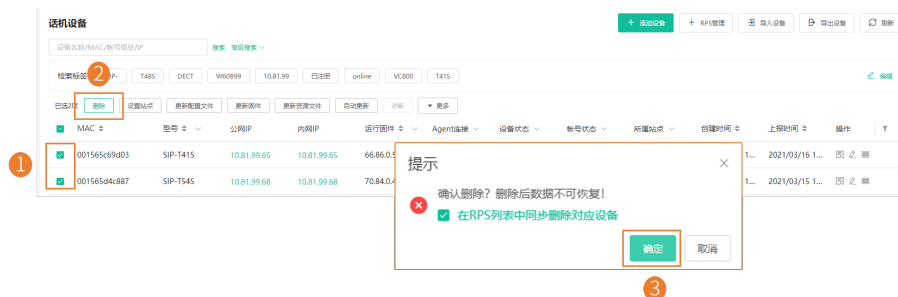 话机设备
+ 添加设备
+ RPS管理
导入设备
导出设备
刷新
设备名称/MAC/帐号信息/IP
搜索 高级搜索
检索标签
IP-
T48S
DECT
W60B99
10.81.99
已注册
online
VC800
T41S
编辑
2
已选2项
删除
设置站点
更新配置文件
更新固件
更新资源文件
自动更新
诊断
更多
MAC 型号 公网IP 内网IP 运行固件 Agent连接 设备状态 帐号状态 所属站点 创建时间 上报时间 操作
1
001565c69d03 SIP-T41S 10.81.99.65 10.81.99.65 66.86.0.5 1... 2021/03/16 1...
001565d4c887 SIP-T54S 10.81.99.68 10.81.99.68 70.84.0.4 1... 2021/03/15 1...
提示
确认删除？删除后数据不可恢复！
在RPS列表中同步删除对应设备
确定
取消
3